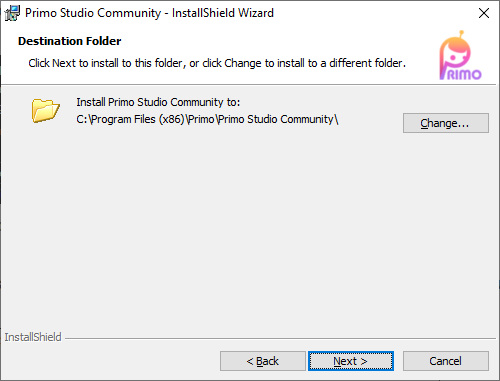 Primo Studio Community - InstallShield Wizard
Destination Folder
Click Next to install to this folder, or click Change to install to a different folder.
PRIMO
Install Primo Studio Community to:
C:\Program Files (x86)\Primo\Primo Studio Community\
Change...
InstallShield
< Back
Next >
Cancel